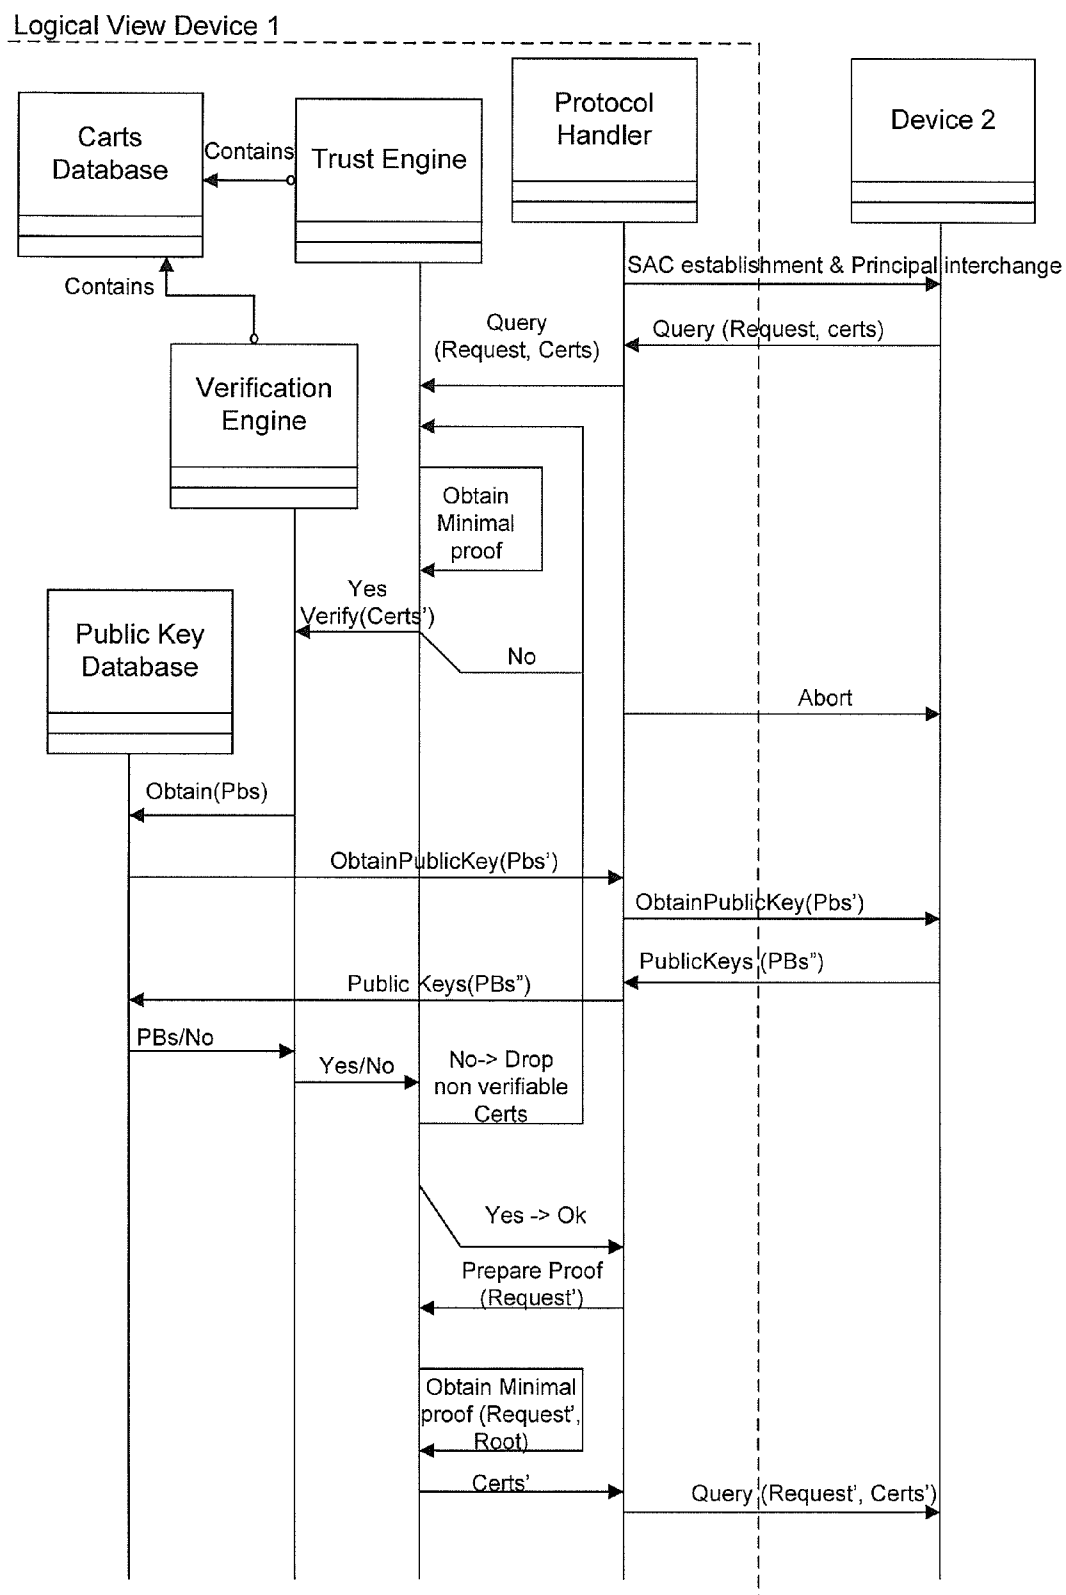 Logical View Device 1
Carts
Database
Contains
Trust Engine
Protocol
Handler
Device 2
SAC establishment & Principal interchange
Contains
Query
(Request, Certs)
Query (Request, certs)
Verification
Engine
Obtain
Minimal
proof
Yes
Verify(Certs')
No
Public Key
Database
Abort
Obtain(Pbs)
ObtainPublicKey(Pbs')
ObtainPublicKey(Pbs')
PublicKeys (PBs")
Public Keys(PBs")
PBs/No
Yes/No
No-> Drop
non verifiable
Certs
Yes -> Ok
Prepare Proof
(Request')
Obtain Minimal
proof (Request',
Root)
Certs'
Query (Request', Certs')